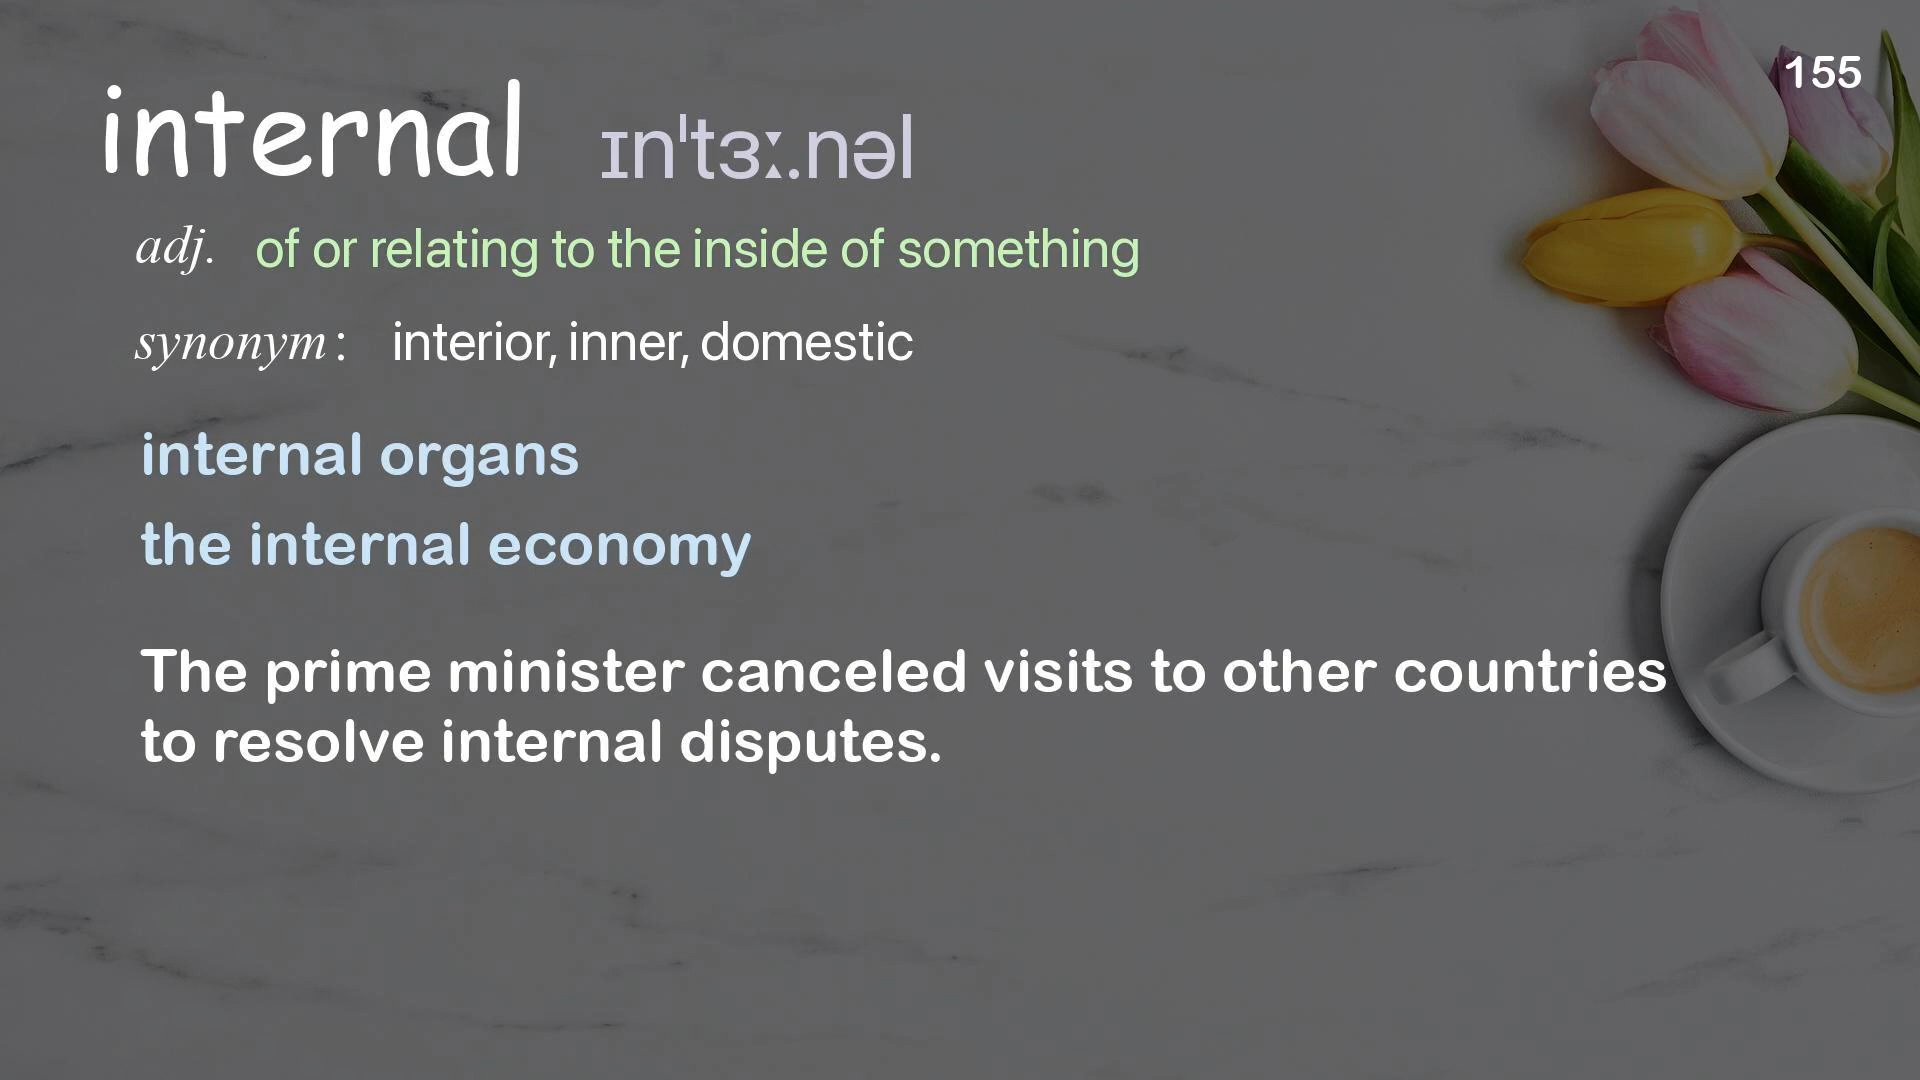 155
internal ɪnˈtɜː.nəl
adj. of or relating to the inside of something
synonym: interior, inner, domestic
internal organs
the internal economy
The prime minister canceled visits to other countries
to resolve internal disputes.